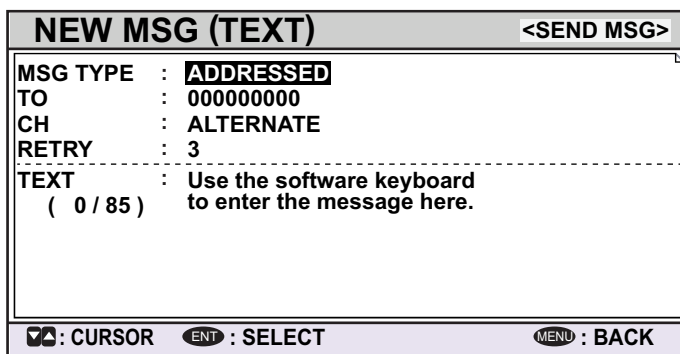 NEW MSG (TEXT) <SEND MSG>
MSG TYPE : ADDRESSED
TO : 000000000
CH : ALTERNATE
RETRY : 3
TEXT : Use the software keyboard
( 0 / 85 ) to enter the message here.
▼▲ : CURSOR ENT : SELECT MENU : BACK